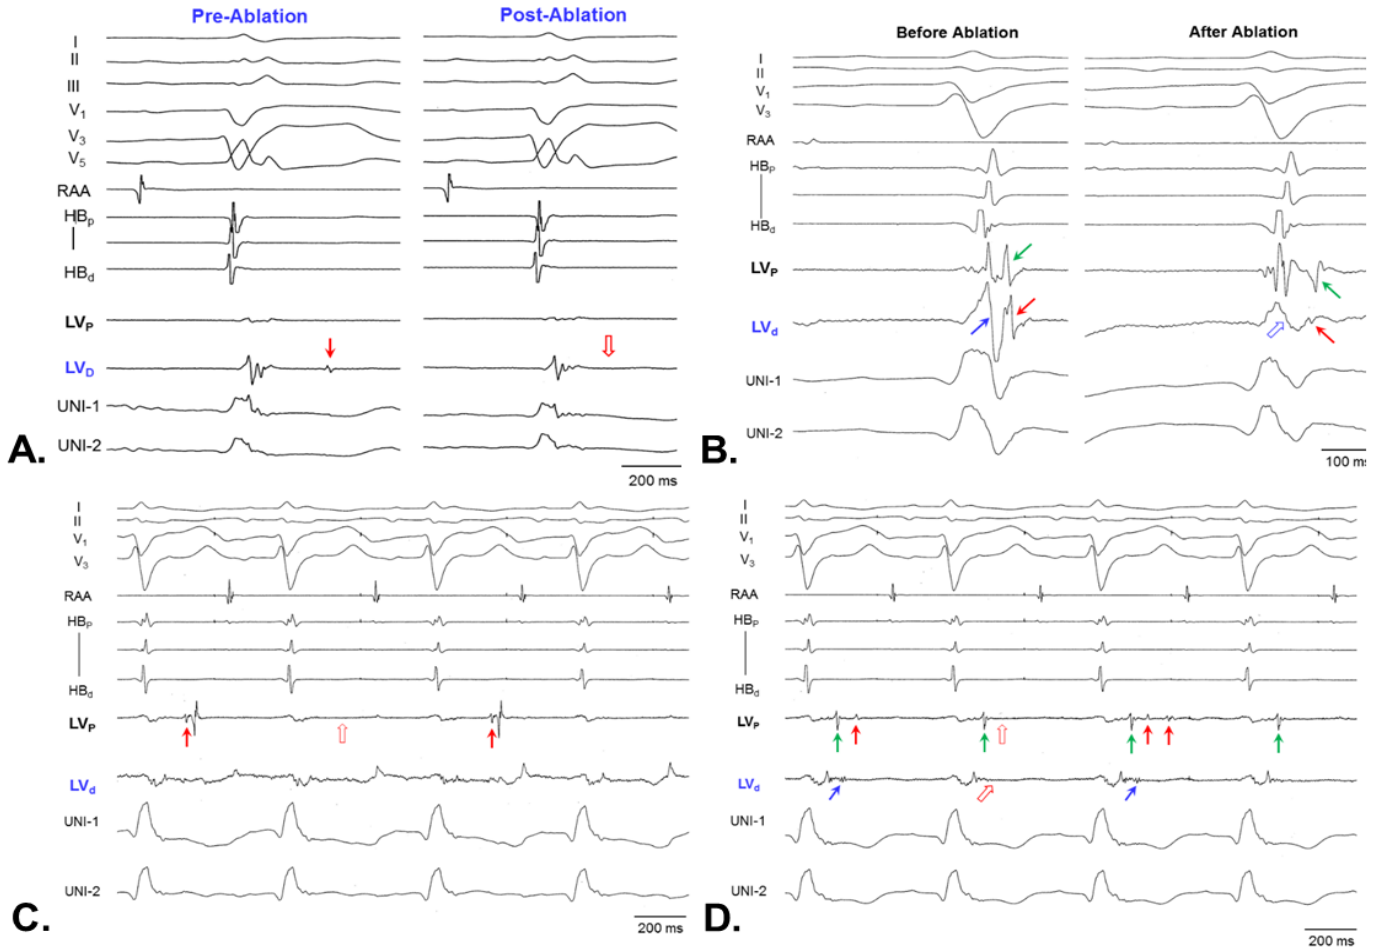 Pre-Ablation
Post-Ablation
I
II
III
V1
V3
V5
RAA
HBp
HBd
LVP
LVD
UNI-1
UNI-2
A.
200 ms
Before Ablation
After Ablation
I
II
V1
V3
RAA
HBP
HBd
LVP
LVd
UNI-1
UNI-2
B.
100 ms
I
II
V1
V3
RAA
HBP
HBd
LVP
LVd
UNI-1
UNI-2
C.
200 ms
I
II
V1
V3
RAA
HBP
HBd
LVP
LVd
UNI-1
UNI-2
D.
200 ms